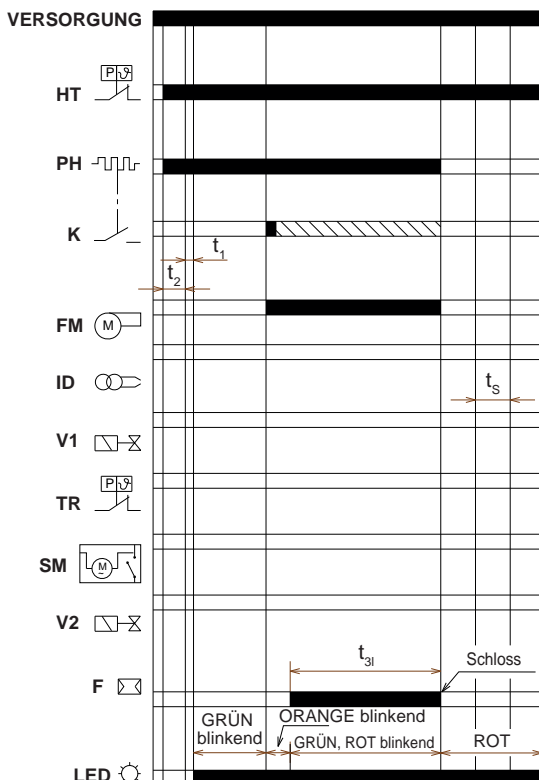 VERSORGUNG
P ϑ
HT
PH
K
t1
t2
FM M
ID
tS
V1
P ϑ
TR
SM M
V2
t3l
Schloss
F
GRÜN blinkend
ORANGE blinkend
GRÜN, ROT blinkend
ROT
LED